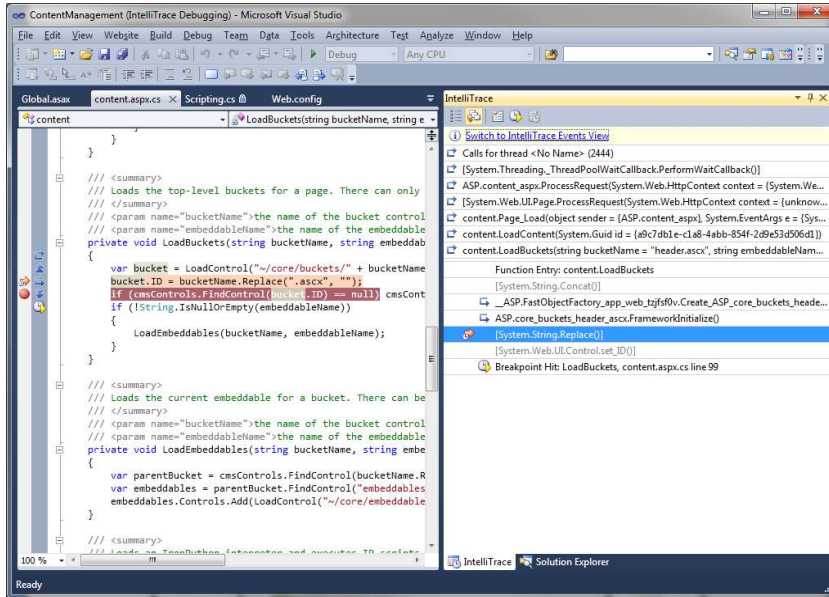 ContentManagement (IntelliTrace Debugging) - Microsoft Visual Studio
File Edit View Website Build Debug Team Data Tools Architecture Test Analyze Window Help
Debug Any CPU
Global.asax content.aspx.cs Scripting.cs Web.config
content LoadBuckets(string bucketName, string e
}
}
/// <summary>
/// Loads the top-level buckets for a page. There can only
/// </summary>
/// <param name="bucketName">the name of the bucket control
/// <param name="embeddableName">the name of the embeddable
private void LoadBuckets(string bucketName, string embeddab
{
var bucket = LoadControl("~/core/buckets/" + bucketName
bucket.ID = bucketName.Replace(".ascx", "");
if (cmsControls.FindControl(bucket.ID) == null) cmsCont
if (!String.IsNullOrEmpty(embeddableName))
{
LoadEmbeddables(bucketName, embeddableName);
}
}
/// <summary>
/// Loads the current embeddable for a bucket. There can be
/// </summary>
/// <param name="bucketName">the name of the bucket control
/// <param name="embeddableName">the name of the embeddable
private void LoadEmbeddables(string bucketName, string embe
{
var parentBucket = cmsControls.FindControl(bucketName.R
var embeddables = parentBucket.FindControl("embeddables
embeddables.Controls.Add(LoadControl("~/core/embeddable
}
/// <summary>
/// Loads an IronPython interpreter and executes IP scripts
100 %
IntelliTrace
Switch to IntelliTrace Events View
Calls for thread <No Name> (2444)
[System.Threading._ThreadPoolWaitCallback.PerformWaitCallback()]
ASP.content_aspx.ProcessRequest(System.Web.HttpContext context = {System.We...
[System.Web.UI.Page.ProcessRequest(System.Web.HttpContext context = {unknow...
content.Page_Load(object sender = {ASP.content_aspx}, System.EventArgs e = {Sys...
content.LoadContent(System.Guid id = {a9c7db1e-c1a8-4abb-854f-2d9e53d506d1})
content.LoadBuckets(string bucketName = "header.ascx", string embeddableNam...
Function Entry: content.LoadBuckets
[System.String.Concat()]
__ASP.FastObjectFactory_app_web_tzjfsf0v.Create_ASP_core_buckets_heade...
ASP.core_buckets_header_ascx.FrameworkInitialize()
[System.String.Replace()]
[System.Web.UI.Control.set_ID()]
Breakpoint Hit: LoadBuckets, content.aspx.cs line 99
IntelliTrace Solution Explorer
Ready